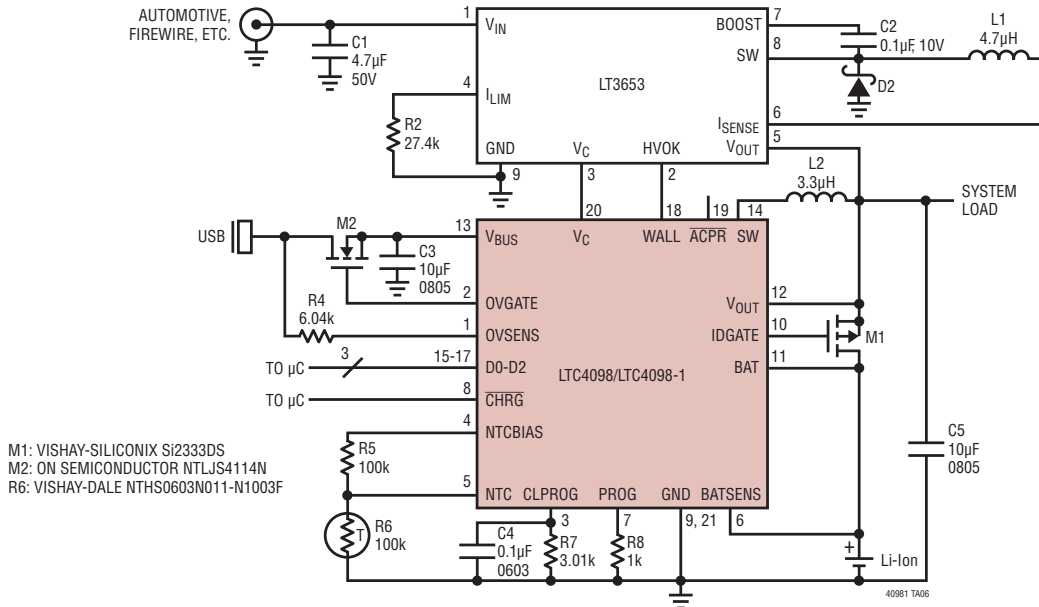 AUTOMOTIVE,
FIREWIRE, ETC.
1
VIN
C1
4.7µF
50V
4
ILIM
R2
27.4k
GND
9
VC
3
HVOK
2
LT3653
BOOST
7
SW
8
ISENSE
6
VOUT
5
C2
0.1µF, 10V
D2
L1
4.7µH
L2
3.3µH
SYSTEM
LOAD
USB
M2
13
VBUS
C3
10µF
0805
20
VC
18
WALL
19
ACPR
14
SW
2
OVGATE
R4
6.04k
1
OVSENS
TO µC
3
15-17
D0-D2
TO µC
8
CHRG
4
NTCBIAS
LTC4098/LTC4098-1
VOUT
12
IDGATE
10
M1
BAT
11
M1: VISHAY-SILICONIX Si2333DS
M2: ON SEMICONDUCTOR NTLJS4114N
R6: VISHAY-DALE NTHS0603N011-N1003F
R5
100k
5
NTC
CLPROG
PROG
GND
BATSENS
3
7
9, 21
6
T
R6
100k
C4
0.1µF
0603
R7
3.01k
R8
1k
C5
10µF
0805
+
Li-Ion
40981 TA06